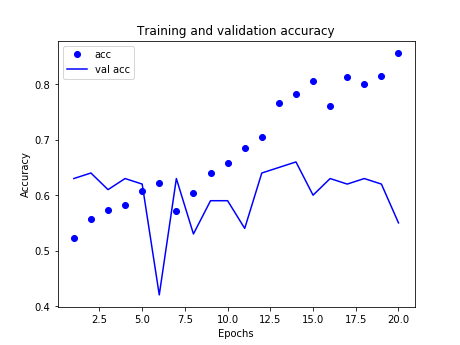 Training and validation accuracy
acc
val acc
0.8
0.7
0.6
0.5
0.4
Accuracy
2.5 5.0 7.5 10.0 12.5 15.0 17.5 20.0
Epochs